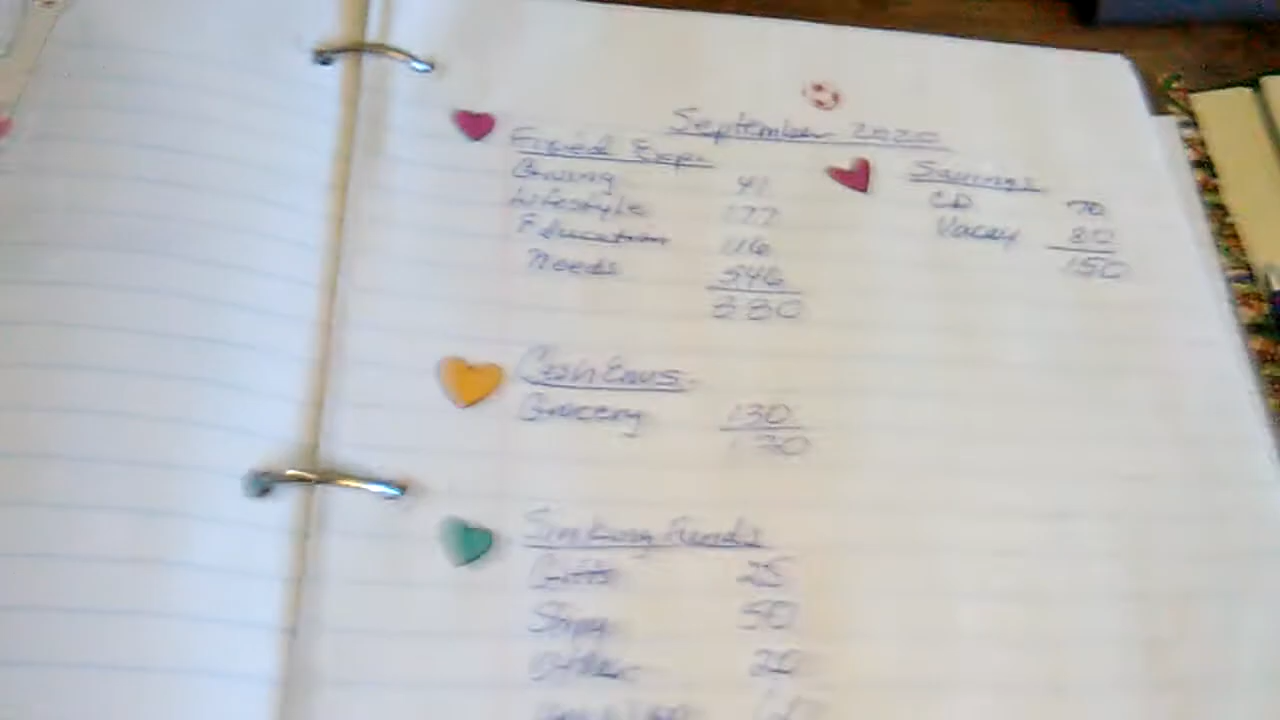 September 2020
Fixed Exp.
Giving 41
Lifestyle 177
Education 116
Needs 546
880
Savings
CD 70
Vacay 80
150
Cash Envs.
Grocery 130
130
Sinking Funds
Gifts 25
50
Other 20